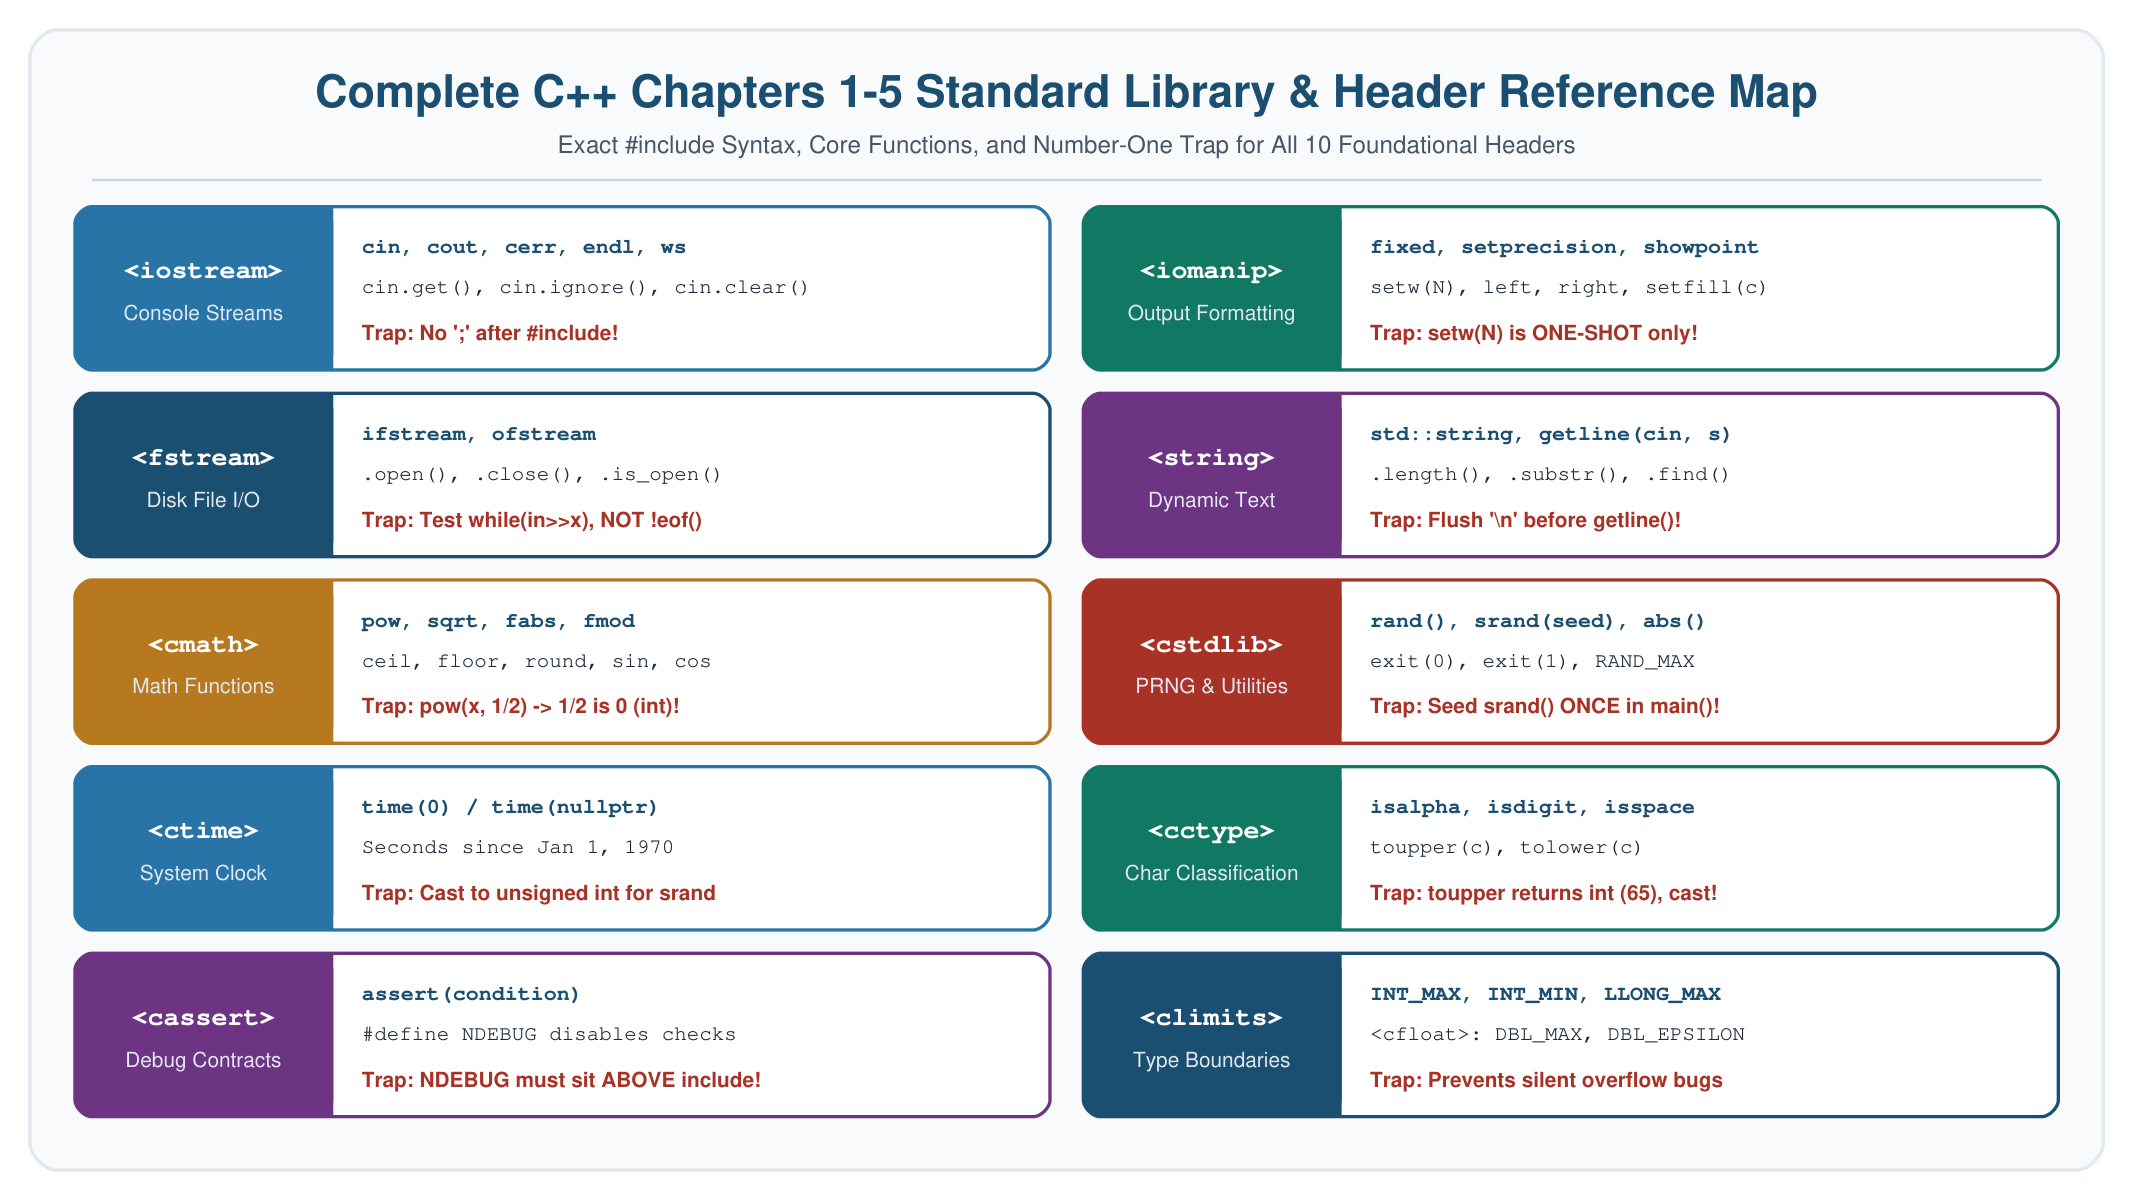 Complete C++ Chapters 1-5 Standard Library & Header Reference Map
Exact #include Syntax, Core Functions, and Number-One Trap for All 10 Foundational Headers
<iostream>
Console Streams
cin, cout, cerr, endl, ws
cin.get(), cin.ignore(), cin.clear()
Trap: No ';' after #include!
<iomanip>
Output Formatting
fixed, setprecision, showpoint
setw(N), left, right, setfill(c)
Trap: setw(N) is ONE-SHOT only!
<fstream>
Disk File I/O
ifstream, ofstream
.open(), .close(), .is_open()
Trap: Test while(in>>x), NOT !eof()
<string>
Dynamic Text
std::string, getline(cin, s)
.length(), .substr(), .find()
Trap: Flush '\n' before getline()!
<cmath>
Math Functions
pow, sqrt, fabs, fmod
ceil, floor, round, sin, cos
Trap: pow(x, 1/2) -> 1/2 is 0 (int)!
<cstdlib>
PRNG & Utilities
rand(), srand(seed), abs()
exit(0), exit(1), RAND_MAX
Trap: Seed srand() ONCE in main()!
<ctime>
System Clock
time(0) / time(nullptr)
Seconds since Jan 1, 1970
Trap: Cast to unsigned int for srand
<cctype>
Char Classification
isalpha, isdigit, isspace
toupper(c), tolower(c)
Trap: toupper returns int (65), cast!
<cassert>
Debug Contracts
assert(condition)
#define NDEBUG disables checks
Trap: NDEBUG must sit ABOVE include!
<climits>
Type Boundaries
INT_MAX, INT_MIN, LLONG_MAX
<cfloat>: DBL_MAX, DBL_EPSILON
Trap: Prevents silent overflow bugs